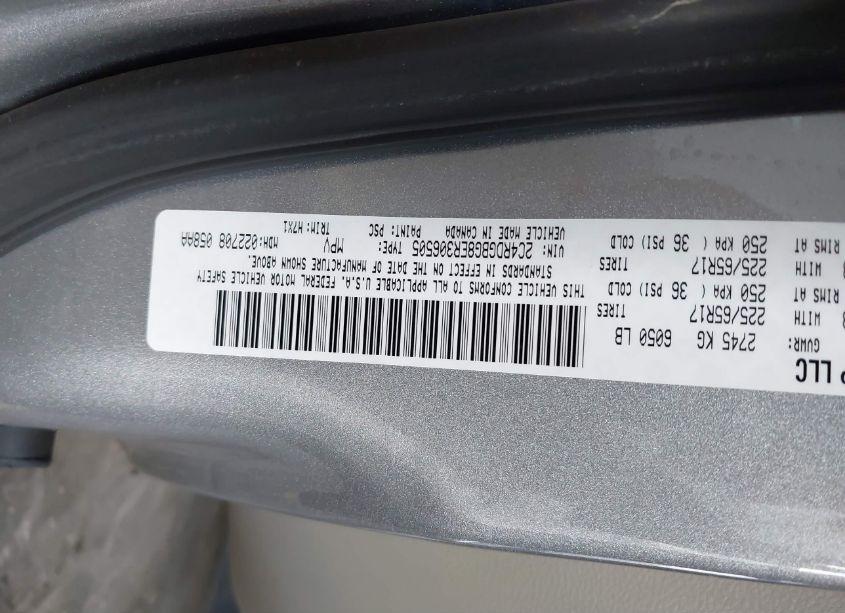 LLC
GVWR: 2745 KG 6050 LB
WITH 225/65R17 TIRES
RIMS AT 250 KPA ( 36 PSI) COLD
WITH 225/65R17 TIRES
RIMS AT 250 KPA ( 36 PSI) COLD
THIS VEHICLE CONFORMS TO ALL APPLICABLE U.S.A. FEDERAL MOTOR VEHICLE SAFETY
STANDARDS IN EFFECT ON THE DATE OF MANUFACTURE SHOWN ABOVE.
VIN: 2C4RDGBG8ER306505 TYPE: MPV MDH:022708 058AA
VEHICLE MADE IN CANADA PAINT: PSC TRIM: H7X1